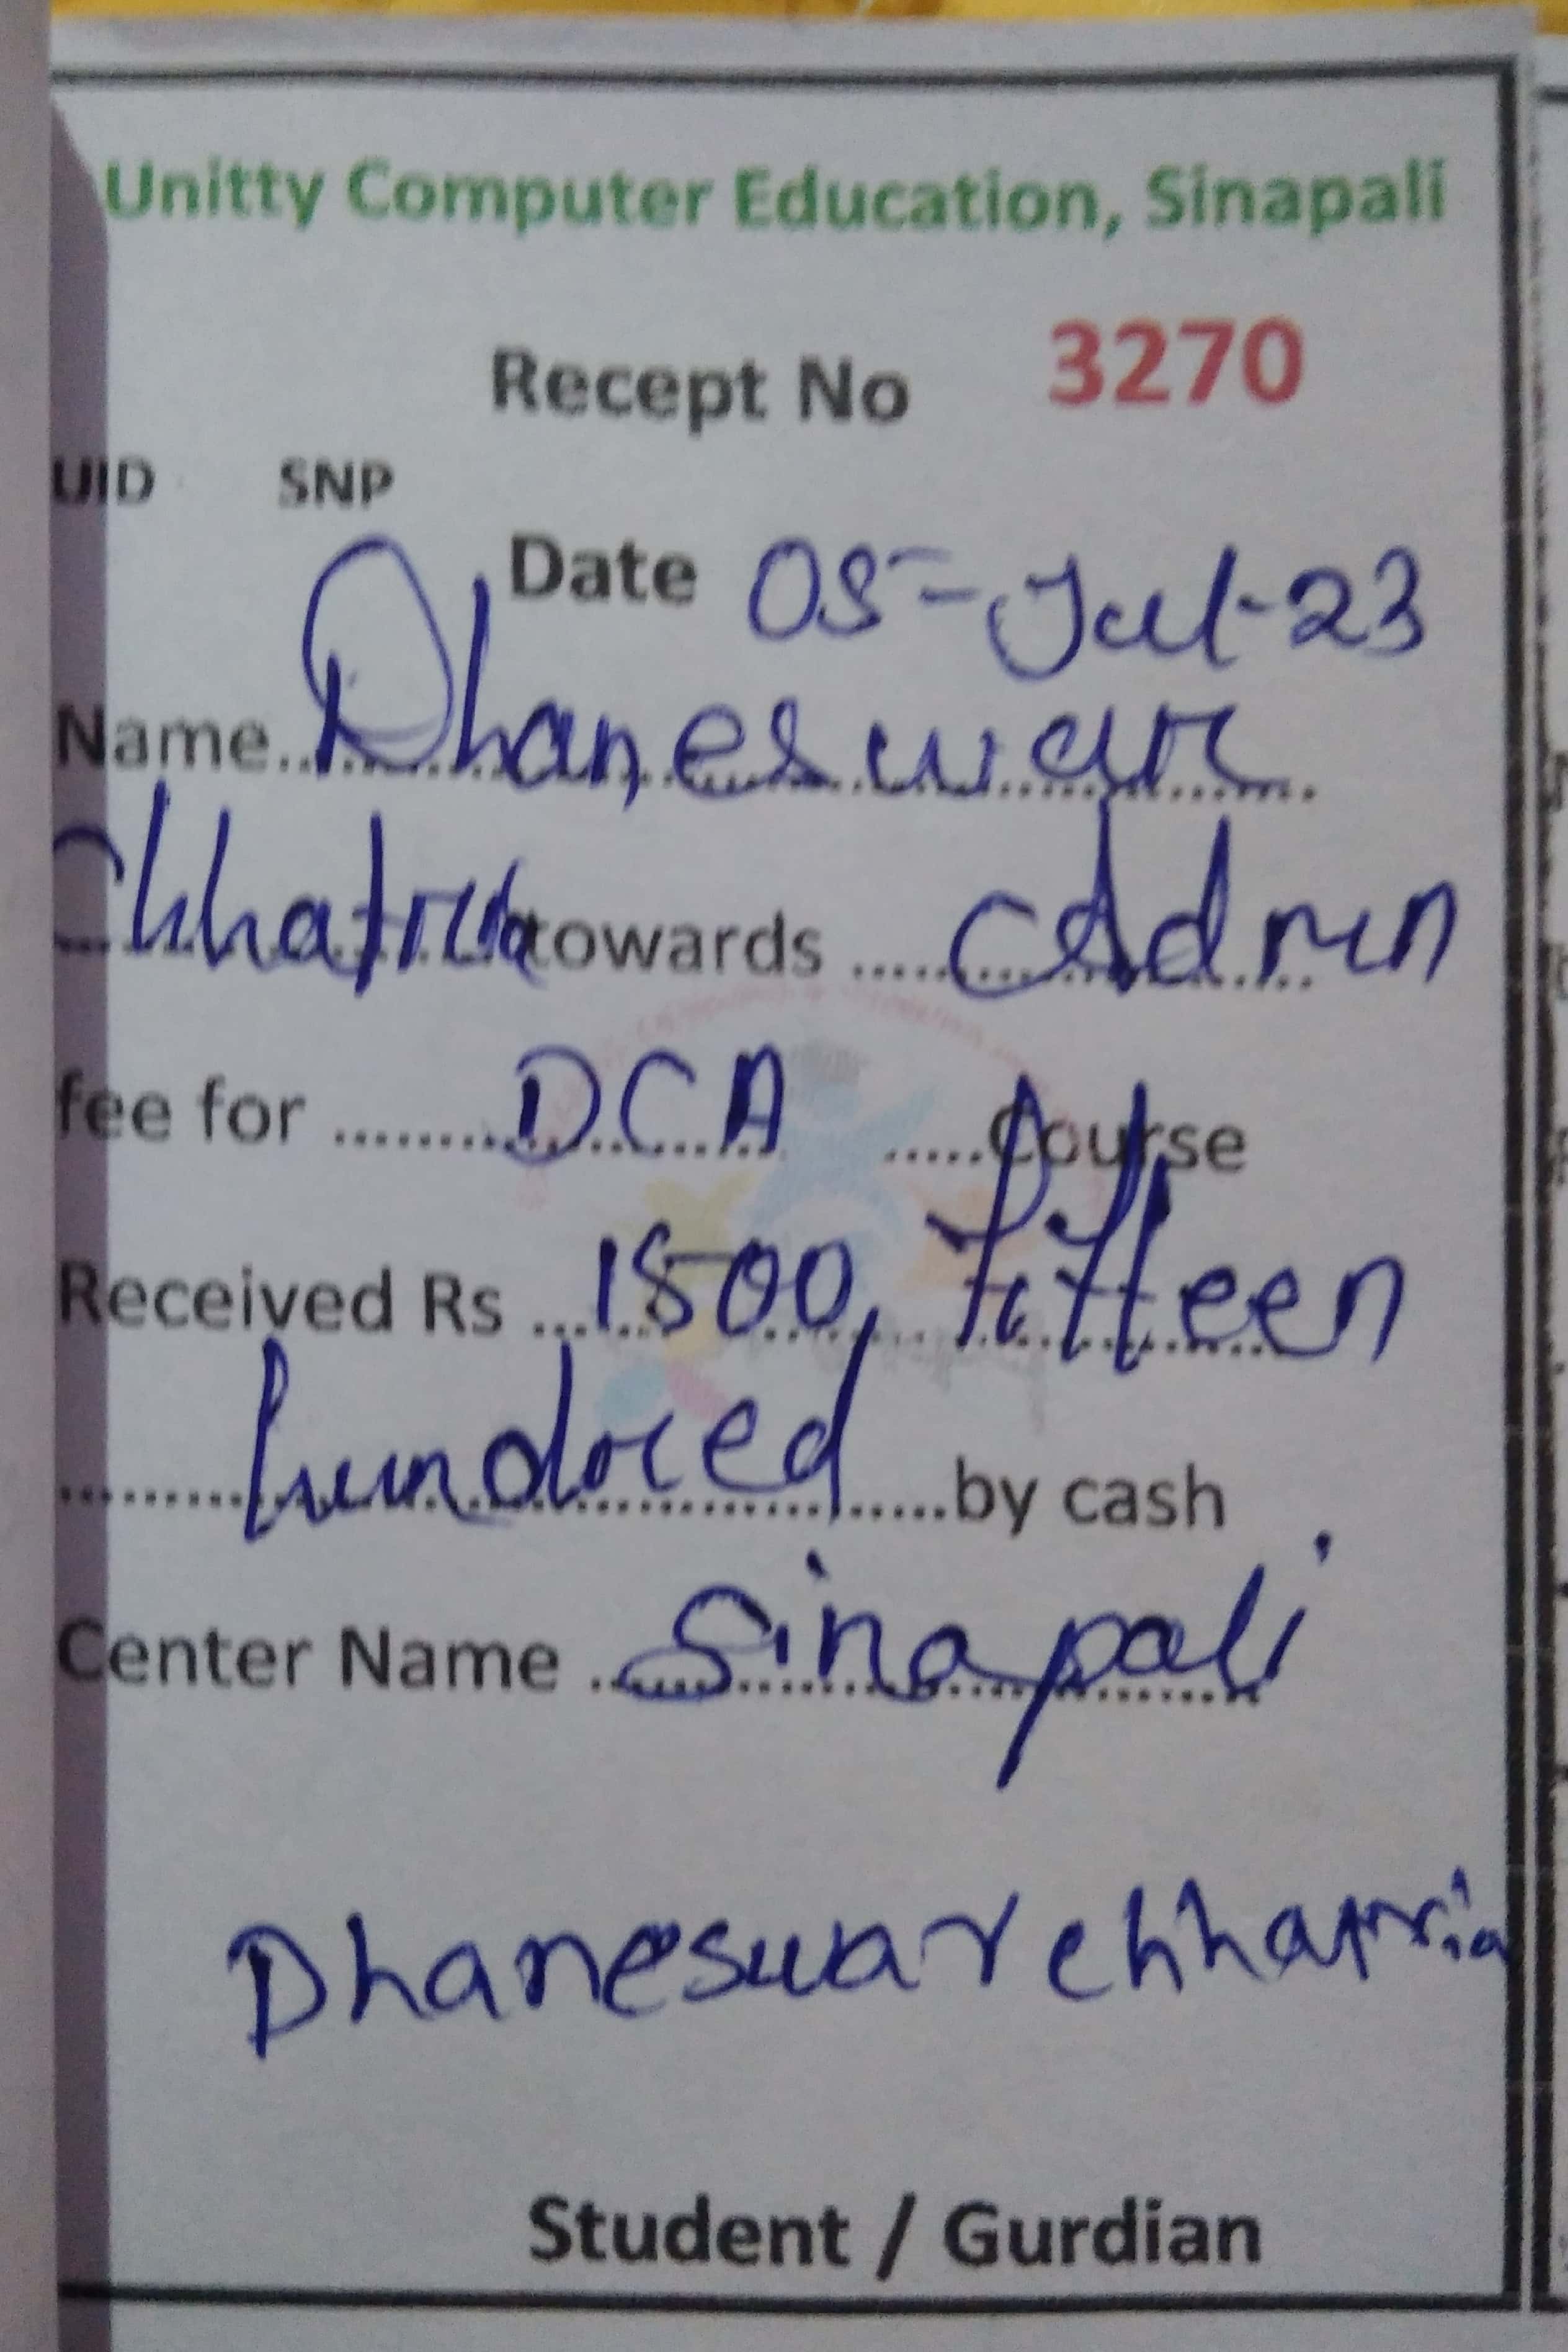 Unitty Computer Education, Sinapali
Recept No 3270
UID SNP
Date 05-Jul-23
Name..... Dhaneswar
Chhatria towards ..... Admn
fee for ..... DCA ..... Course
Received Rs ..... 1500, fifteen
..... hundred ..... by cash
Center Name ..... Sinapali
Dhaneswar chhatria
Student / Gurdian